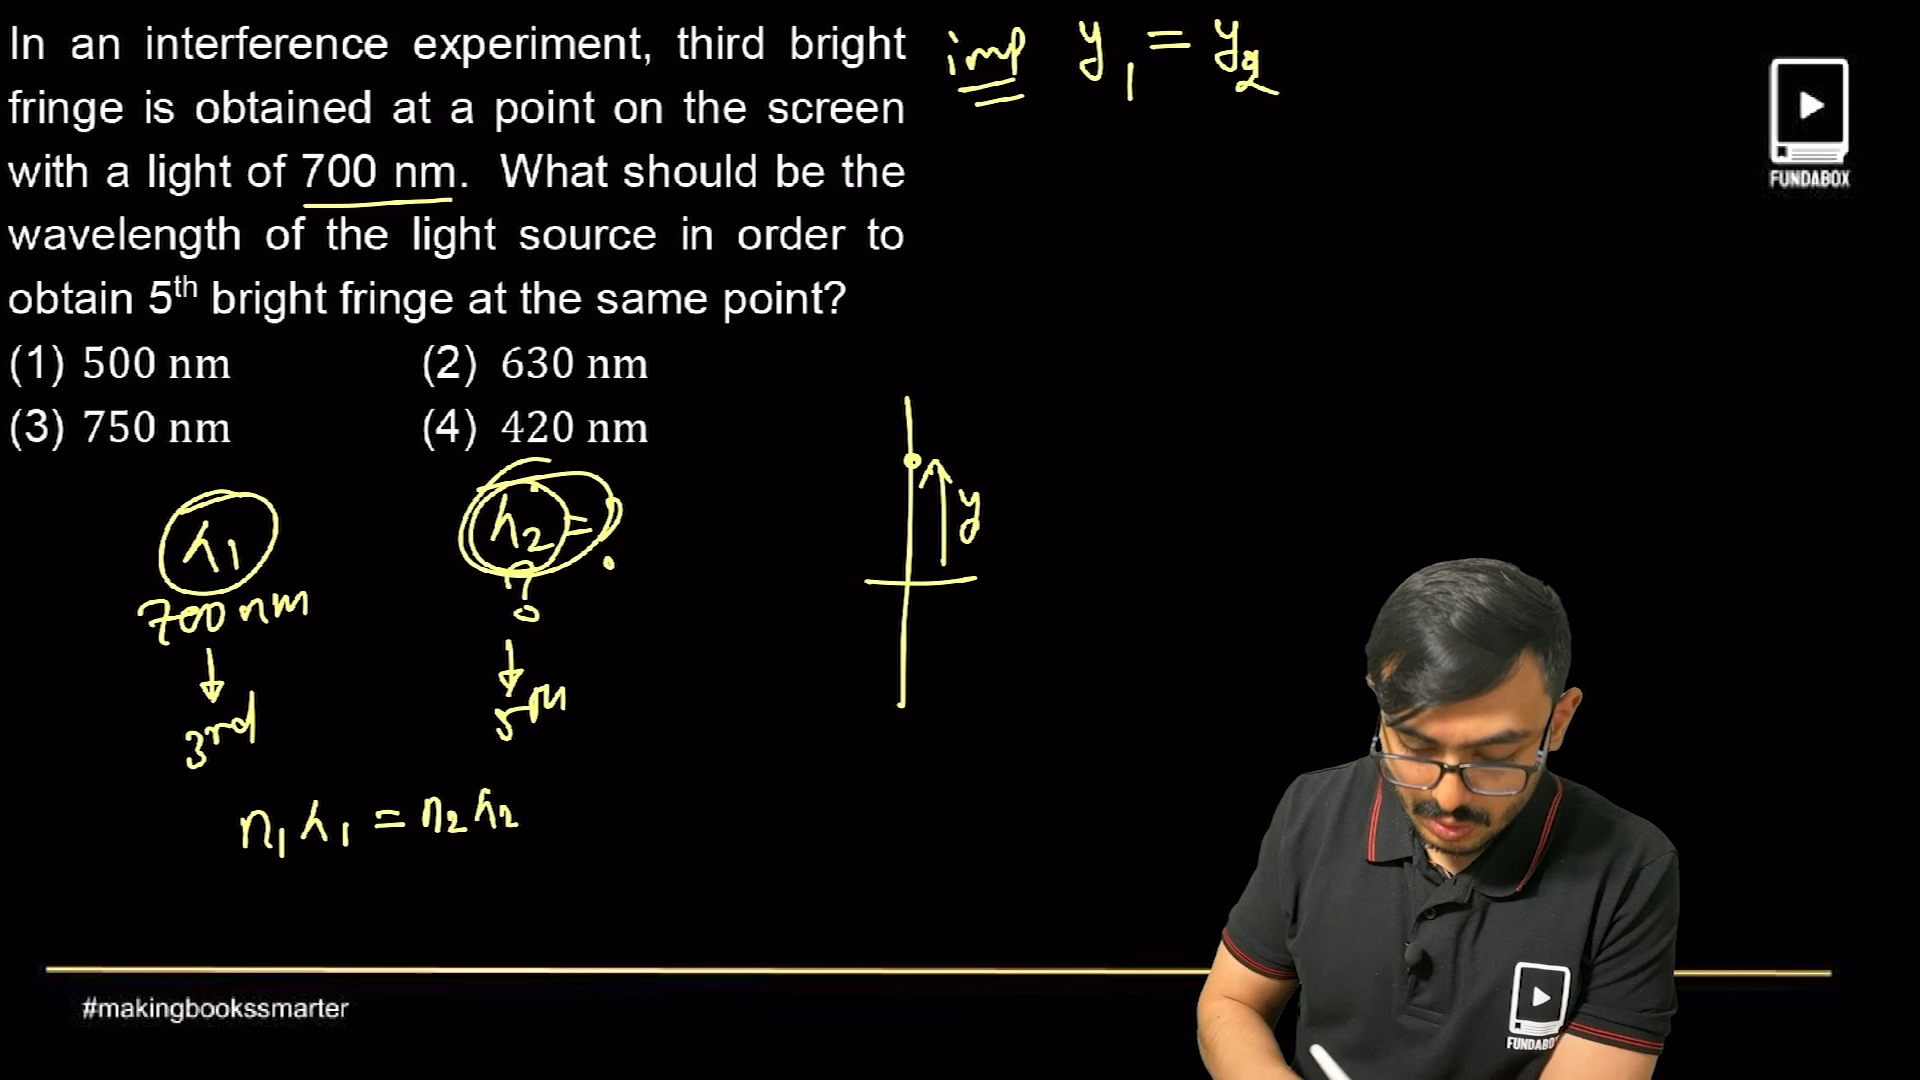 In an interference experiment, third bright
fringe is obtained at a point on the screen
with a light of 700 nm. What should be the
wavelength of the light source in order to
obtain 5th bright fringe at the same point?
(1) 500 nm (2) 630 nm
(3) 750 nm (4) 420 nm
imp y1 = y2
FUNDABOX
λ1 λ2 = ?
700 nm ?
3rd 5th
y
n1 λ1 = n2 λ2
#makingbookssmarter
FUNDABO